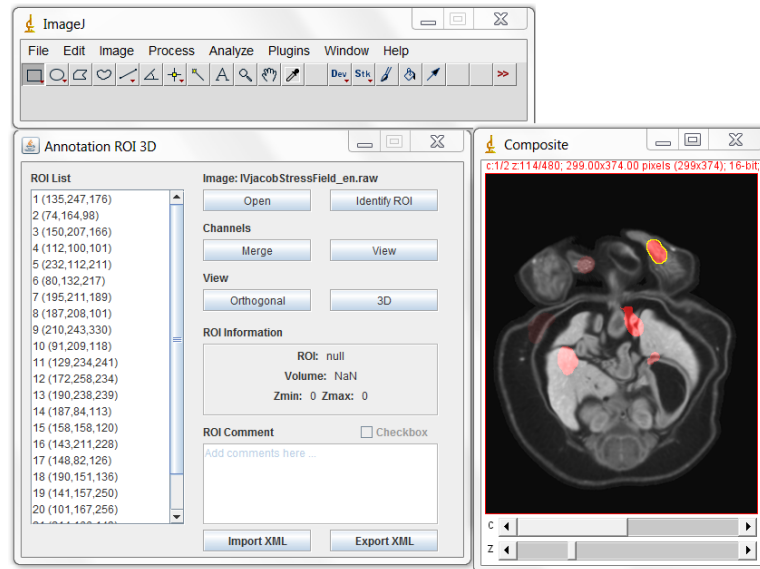 ImageJ
File Edit Image Process Analyze Plugins Window Help
A Dev Stk >>
Annotation ROI 3D
ROI List
1 (135,247,176)
2 (74,164,98)
3 (150,207,166)
4 (112,100,101)
5 (232,112,211)
6 (80,132,217)
7 (195,211,189)
8 (187,208,101)
9 (210,243,330)
10 (91,209,118)
11 (129,234,241)
12 (172,258,234)
13 (190,238,239)
14 (187,84,113)
15 (158,158,120)
16 (143,211,228)
17 (148,82,126)
18 (190,151,136)
19 (141,157,250)
20 (101,167,256)
Image: IVjacobStressField_en.raw
Open Identify ROI
Channels
Merge View
View
Orthogonal 3D
ROI Information
ROI: null
Volume: NaN
Zmin: 0 Zmax: 0
ROI Comment Checkbox
Add comments here ...
Import XML Export XML
Composite
c:1/2 z:114/480; 299.00x374.00 pixels (299x374); 16-bit;
C
Z